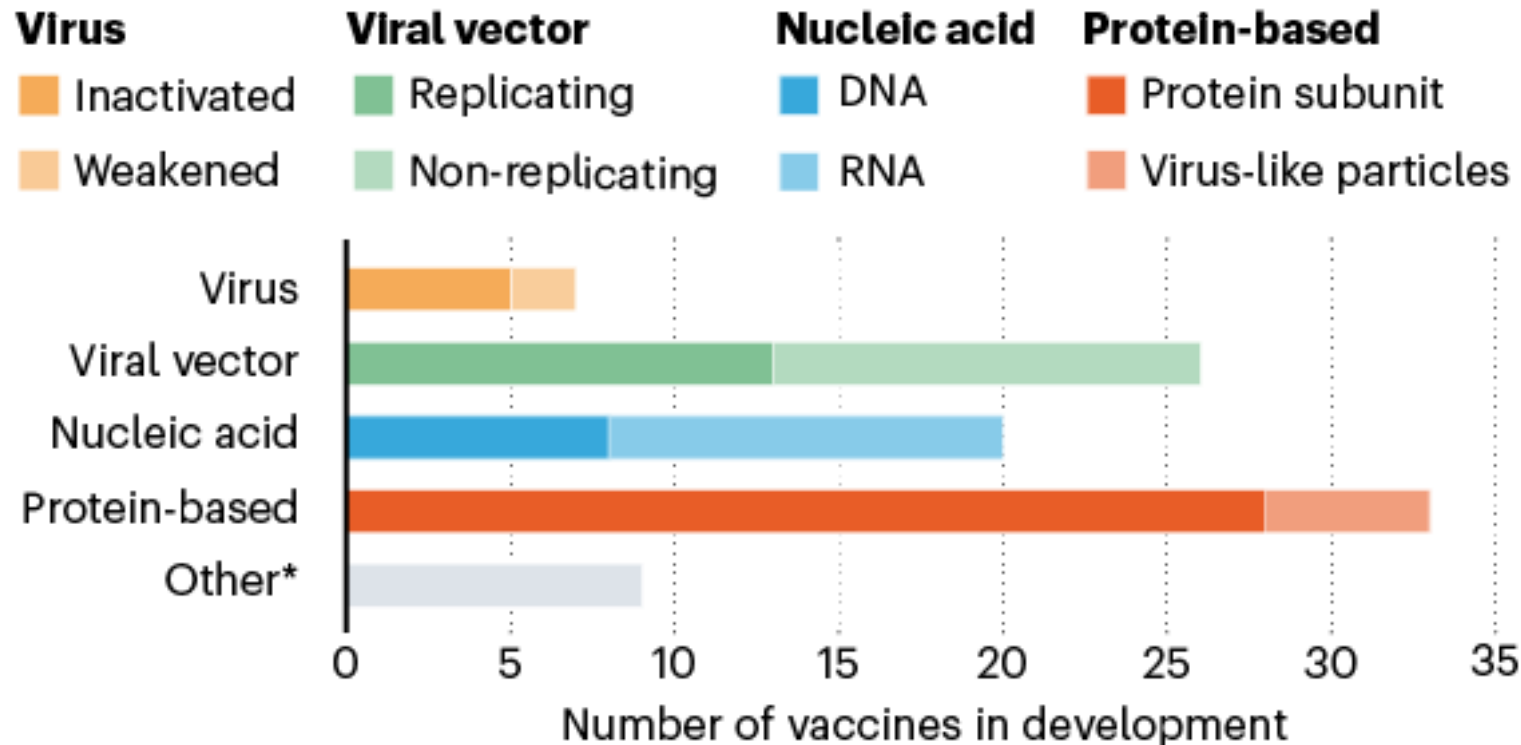 Virus Viral vector Nucleic acid Protein-based
Inactivated Replicating DNA Protein subunit
Weakened Non-replicating RNA Virus-like particles
Virus
Viral vector
Nucleic acid
Protein-based
Other*
0 5 10 15 20 25 30 35
Number of vaccines in development